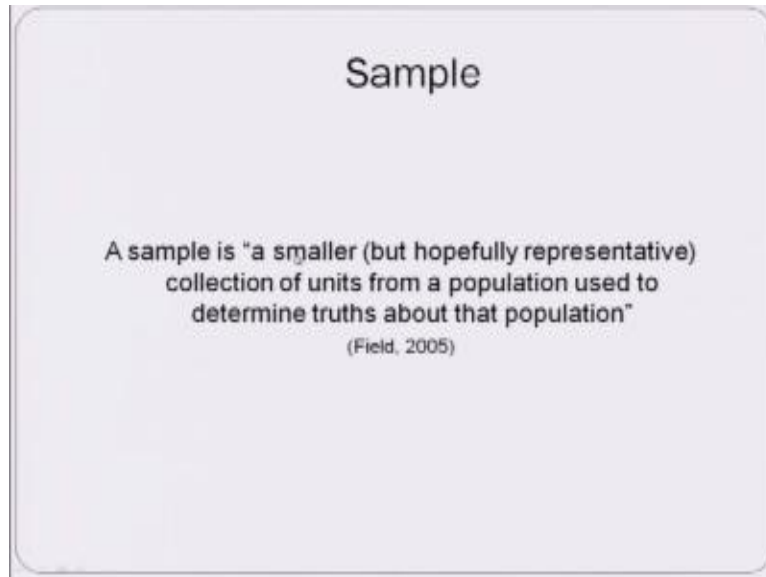 Sample
A sample is “a smaller (but hopefully representative)
collection of units from a population used to
determine truths about that population”
(Field, 2005)